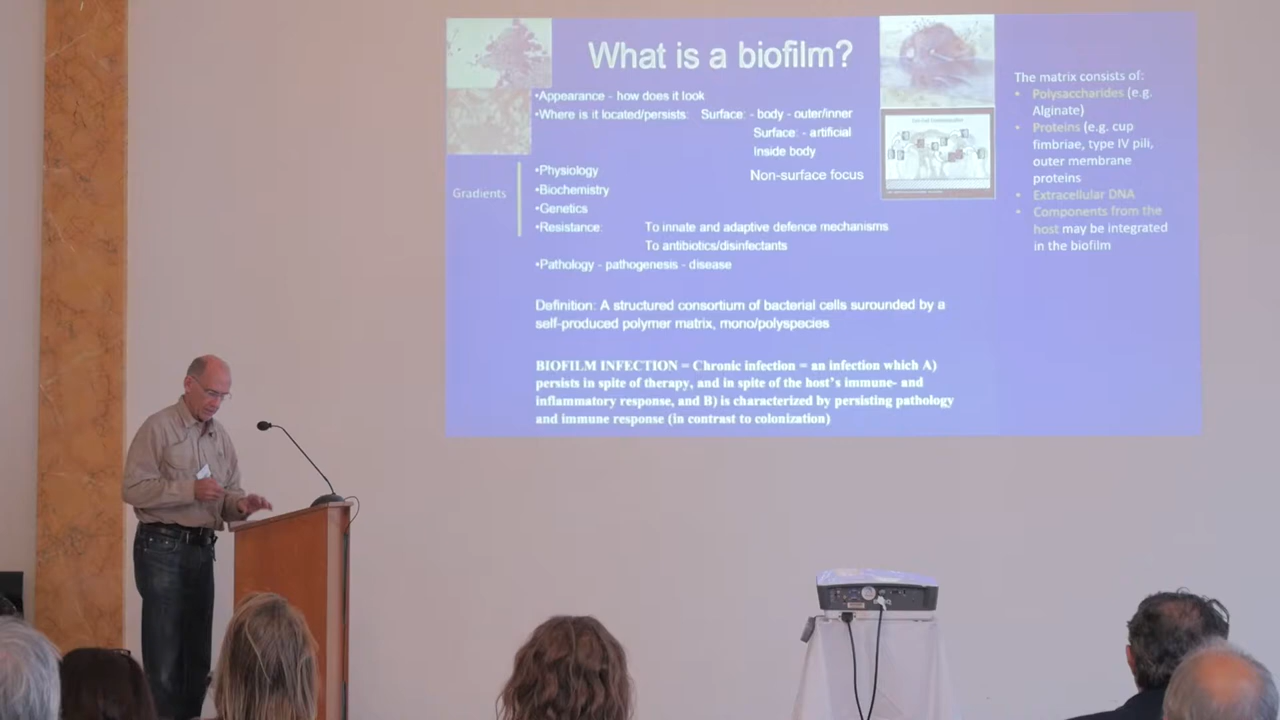 What is a biofilm?
•Appearance - how does it look
•Where is it located/persists: Surface: - body - outer/inner
Surface: - artificial
Inside body
Non-surface focus
Gradients
•Physiology
•Biochemistry
•Genetics
•Resistance: To innate and adaptive defence mechanisms
To antibiotics/disinfectants
•Pathology - pathogenesis - disease
Definition: A structured consortium of bacterial cells surounded by a
self-produced polymer matrix, mono/polyspecies
BIOFILM INFECTION = Chronic infection = an infection which A)
persists in spite of therapy, and in spite of the host's immune- and
inflammatory response, and B) is characterized by persisting pathology
and immune response (in contrast to colonization)
The matrix consists of:
• Polysaccharides (e.g.
Alginate)
• Proteins (e.g. cup
fimbriae, type IV pili,
outer membrane
proteins
• Extracellular DNA
• Components from the
host may be integrated
in the biofilm